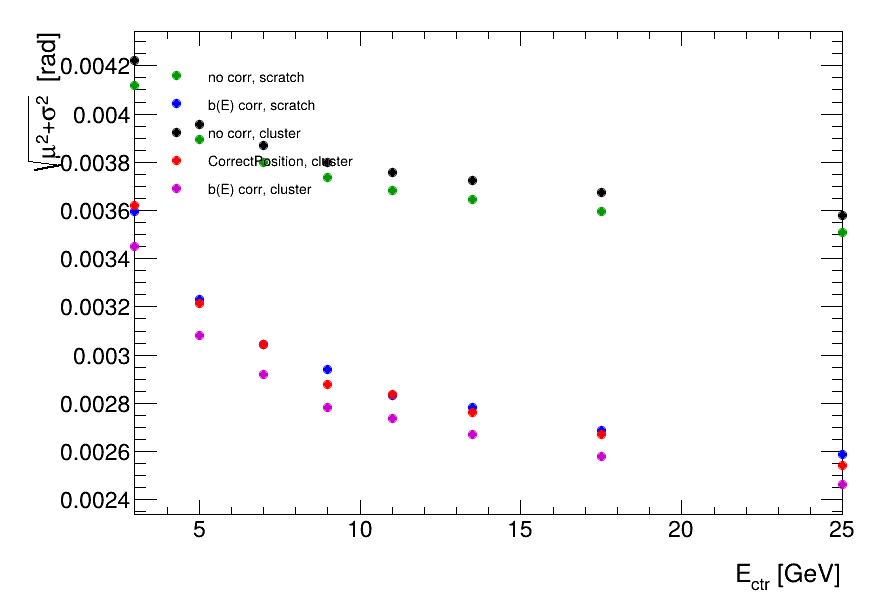 √μ²+σ² [rad]
0.0042
0.004
0.0038
0.0036
0.0034
0.0032
0.003
0.0028
0.0026
0.0024
no corr, scratch
b(E) corr, scratch
no corr, cluster
CorrectPosition, cluster
b(E) corr, cluster
5 10 15 20 25
E_ctr [GeV]